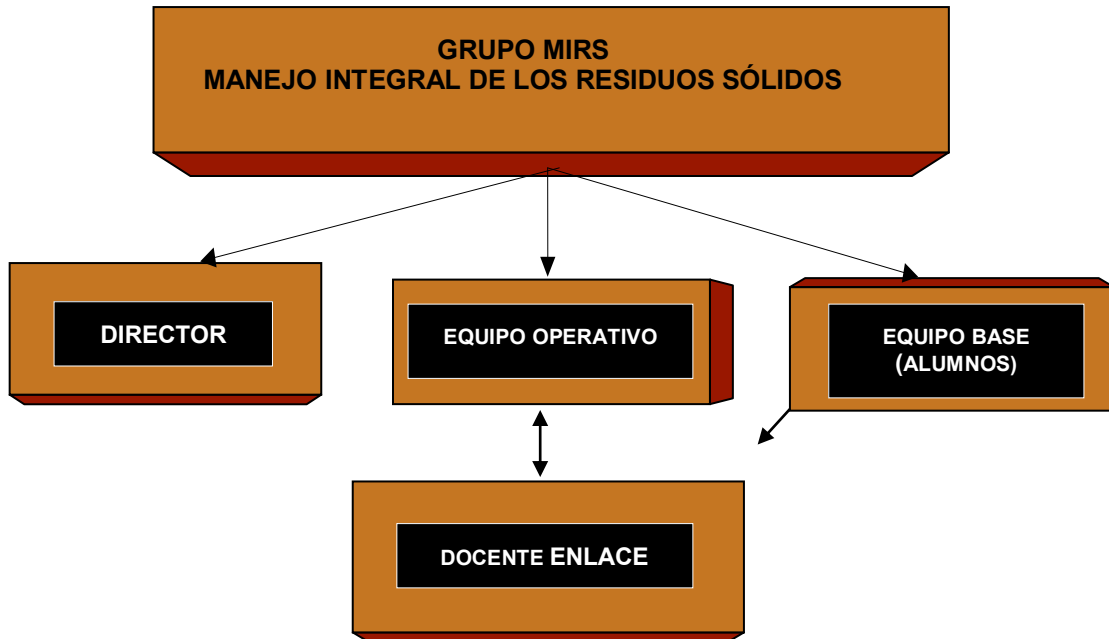 GRUPO MIRS
MANEJO INTEGRAL DE LOS RESIDUOS SÓLIDOS
DIRECTOR
EQUIPO OPERATIVO
EQUIPO BASE
(ALUMNOS)
DOCENTE ENLACE